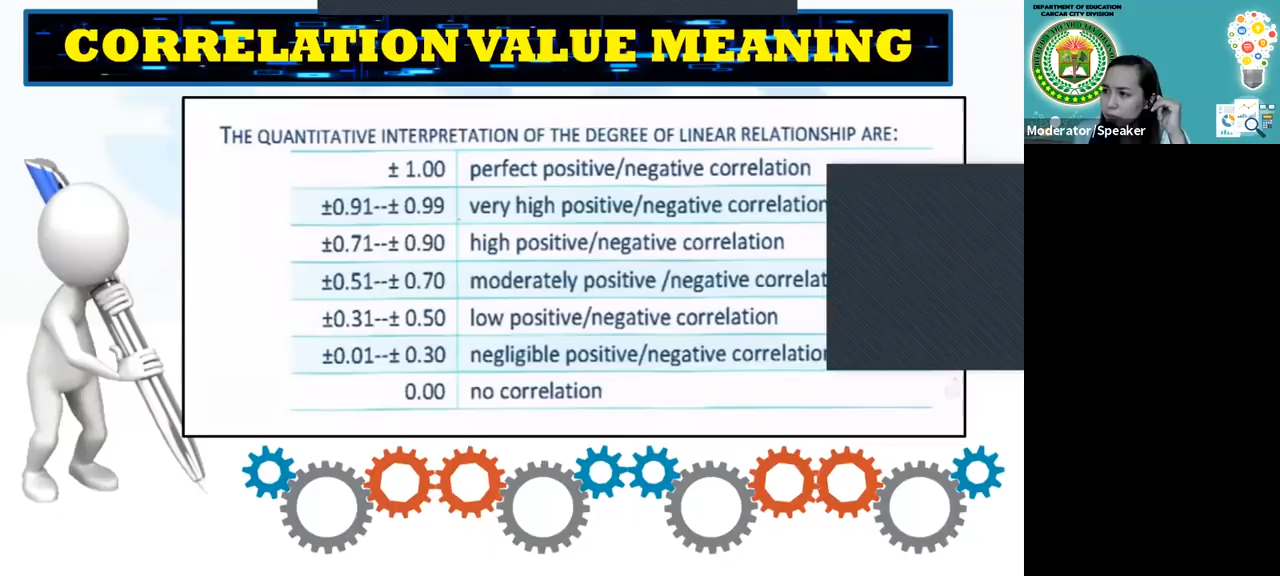 CORRELATION VALUE MEANING
THE QUANTITATIVE INTERPRETATION OF THE DEGREE OF LINEAR RELATIONSHIP ARE:
± 1.00 perfect positive/negative correlation
±0.91--± 0.99 very high positive/negative correlation
±0.71--± 0.90 high positive/negative correlation
±0.51--± 0.70 moderately positive /negative correlat
±0.31--± 0.50 low positive/negative correlation
±0.01--± 0.30 negligible positive/negative correlation
0.00 no correlation
DEPARTMENT OF EDUCATION
CARCAR CITY DIVISION
Moderator/Speaker